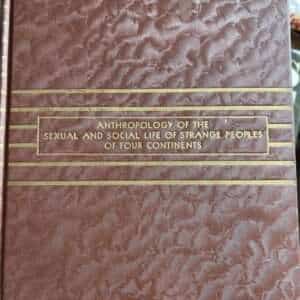 ANTHROPOLOGY OF THE
SEXUAL AND SOCIAL LIFE OF STRANGE PEOPLES
OF FOUR CONTINENTS